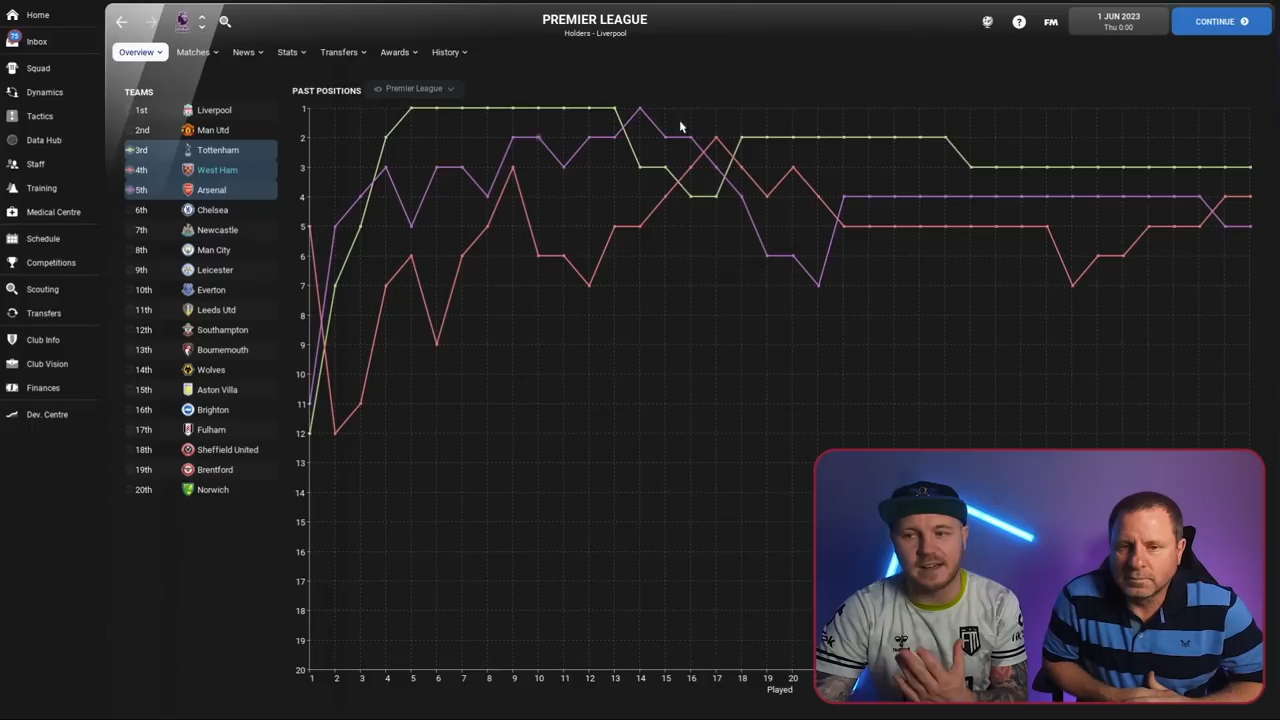 Home
PREMIER LEAGUE
Holders - Liverpool
FM
1 JUN 2023
Thu 0:00
CONTINUE
75
Inbox
Squad
Dynamics
Tactics
Data Hub
Staff
Training
Medical Centre
Schedule
Competitions
Scouting
Transfers
Club Info
Club Vision
Finances
Dev. Centre
Overview
Matches
News
Stats
Transfers
Awards
History
TEAMS
1st Liverpool
2nd Man Utd
3rd Tottenham
4th West Ham
5th Arsenal
6th Chelsea
7th Newcastle
8th Man City
9th Leicester
10th Everton
11th Leeds Utd
12th Southampton
13th Bournemouth
14th Wolves
15th Aston Villa
16th Brighton
17th Fulham
18th Sheffield United
19th Brentford
20th Norwich
PAST POSITIONS
Premier League
1
2
3
4
5
6
7
8
9
10
11
12
13
14
15
16
17
18
19
20
1 2 3 4 5 6 7 8 9 10 11 12 13 14 15 16 17 18 19 20
Played